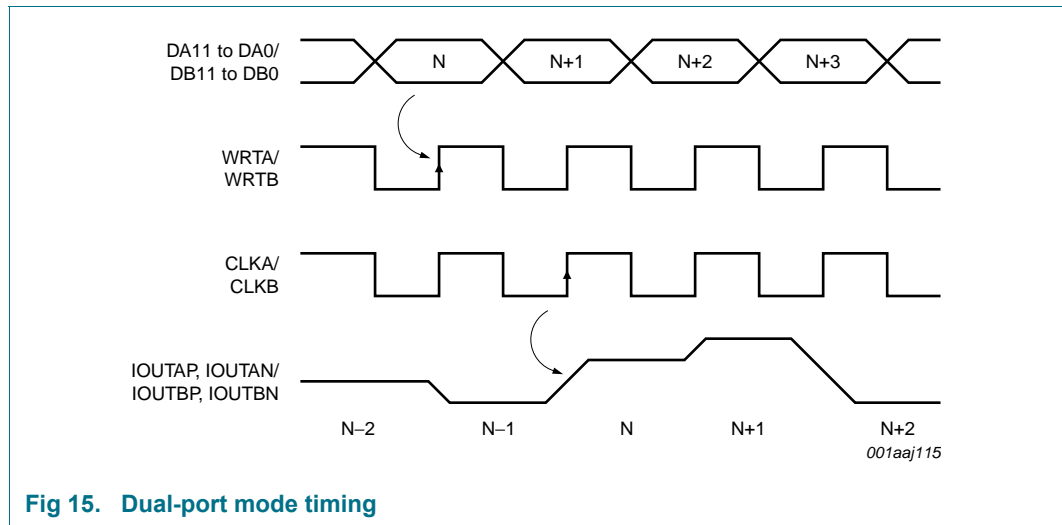 DA11 to DA0/
DB11 to DB0
N
N+1
N+2
N+3
WRTA/
WRTB
CLKA/
CLKB
IOUTAP, IOUTAN/
IOUTBP, IOUTBN
N–2
N–1
N
N+1
N+2
001aaj115
Fig 15. Dual-port mode timing